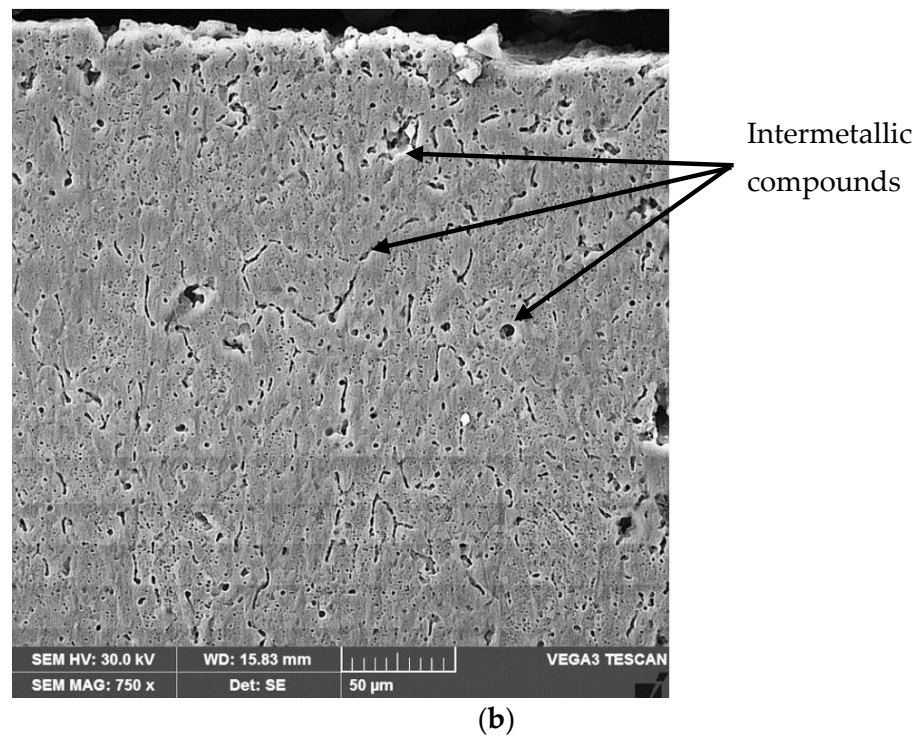 Intermetallic
compounds
SEM HV: 30.0 kV WD: 15.83 mm VEGA3 TESCAN
SEM MAG: 750 x Det: SE 50 µm
(b)